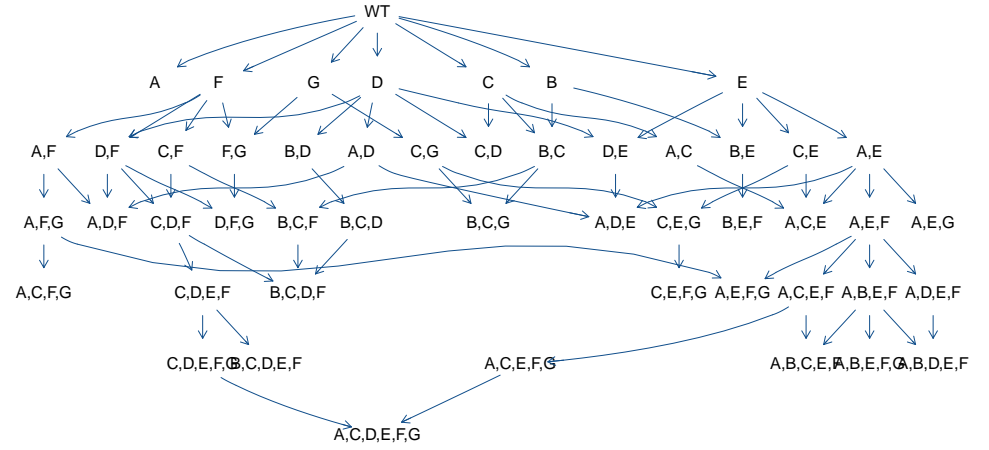 WT
A F G D C B E
A,F D,F C,F F,G B,D A,D C,G C,D B,C D,E A,C B,E C,E A,E
A,F,G A,D,F C,D,F D,F,G B,C,F B,C,D B,C,G A,D,E C,E,G B,E,F A,C,E A,E,F A,E,G
A,C,F,G C,D,E,F B,C,D,F C,E,F,G A,E,F,G A,C,E,F A,B,E,F A,D,E,F
C,D,E,F,G B,C,D,E,F A,C,E,F,G A,B,C,E,F A,B,E,F,G A,B,D,E,F
A,C,D,E,F,G